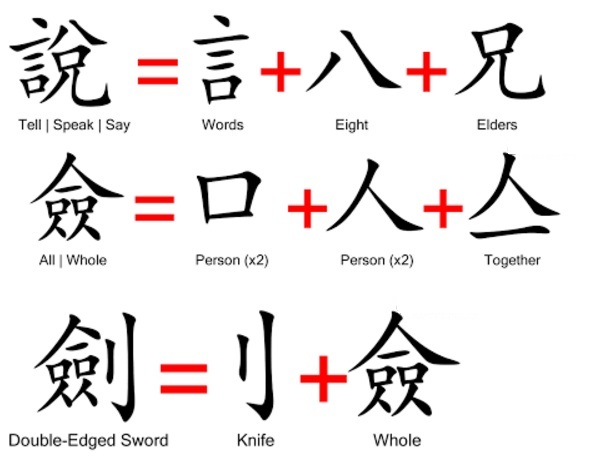 説 = 言 + 八 + 兄
Tell | Speak | Say Words Eight Elders
僉 = 口 + 人 + 亼
All | Whole Person (x2) Person (x2) Together
劍 = 刂 + 僉
Double-Edged Sword Knife Whole